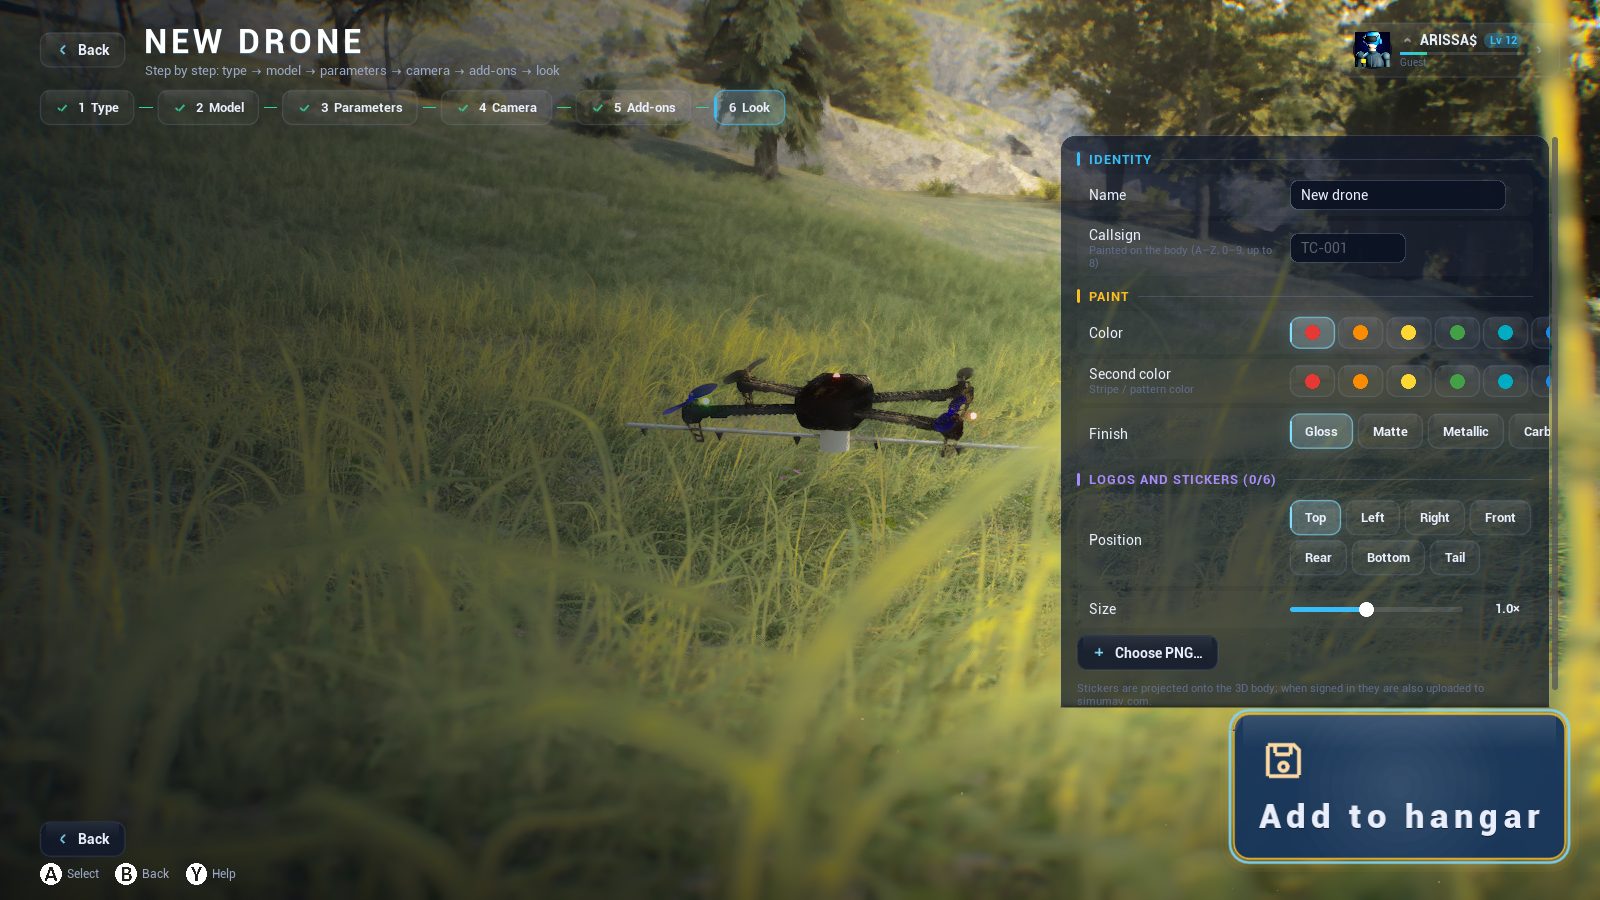 Back
NEW DRONE
Step by step: type → model → parameters → camera → add-ons → look
1 Type
2 Model
3 Parameters
4 Camera
5 Add-ons
6 Look
ARISSA$
Lv 12
Guest
IDENTITY
Name
New drone
Callsign
Painted on the body (A–Z, 0–9, up to
8)
TC-001
PAINT
Color
Second color
Stripe / pattern color
Finish
Gloss
Matte
Metallic
Carb
LOGOS AND STICKERS (0/6)
Position
Top
Left
Right
Front
Rear
Bottom
Tail
Size
1.0×
+ Choose PNG...
Stickers are projected onto the 3D body; when signed in they are also uploaded to
simumav.com.
Add to hangar
Back
A Select
B Back
Y Help